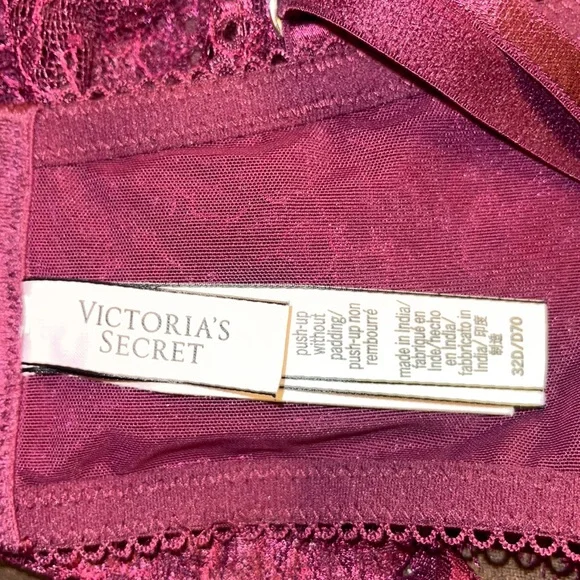 VICTORIA'S
SECRET
push-up
without
padding/
push-up non
rembourré
made in India/
fabriqué en
Inde/hecho
en India/
fabricato in
India/ 印度
制造
32D/D70